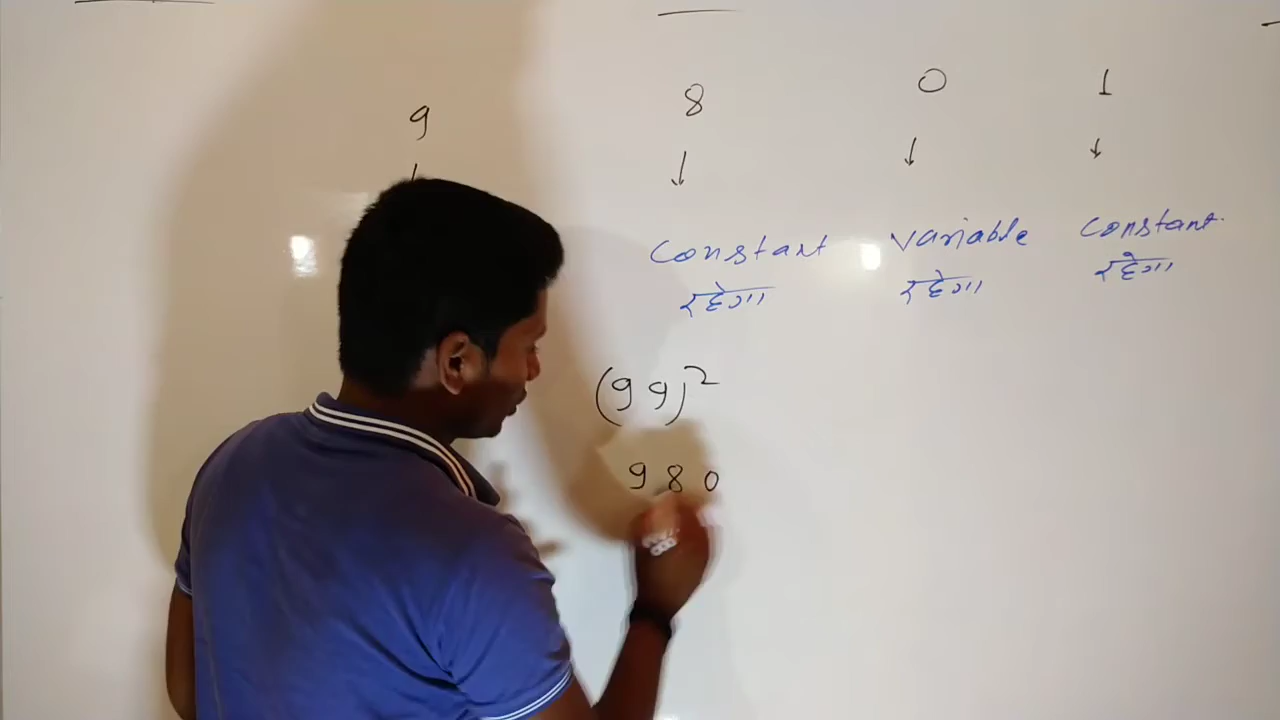 9 8 0 1
↓ ↓ ↓ ↓
Constant Variable Constant
रहेगा रहेगा रहेगा
(99)²
980